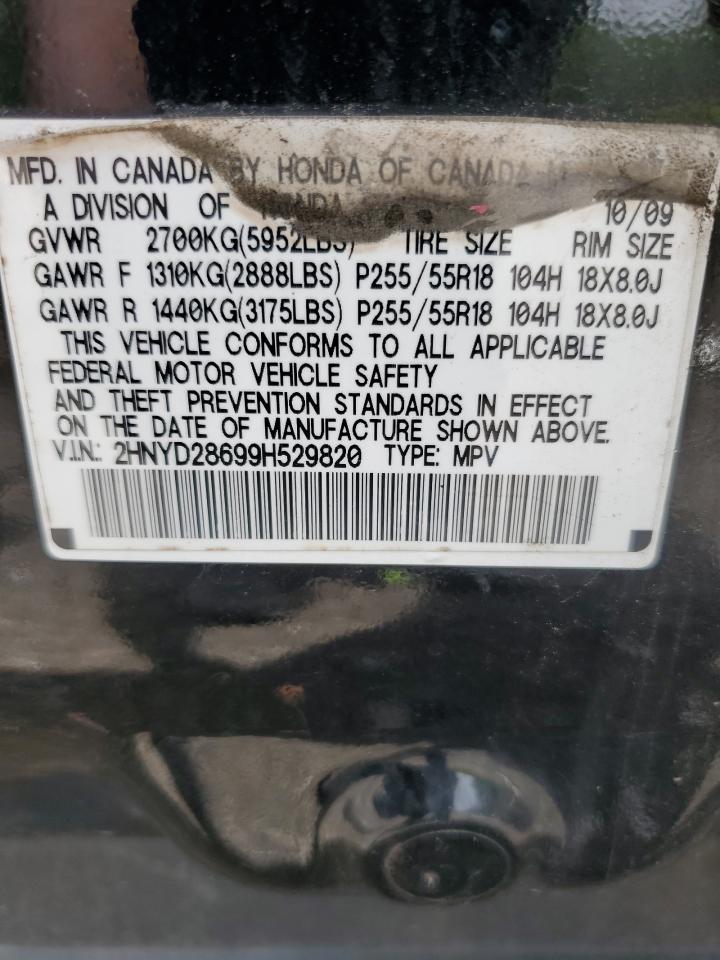 MFD. IN CANADA BY HONDA OF CANADA
A DIVISION OF HONDA 10/09
GVWR 2700KG(5952LBS) TIRE SIZE RIM SIZE
GAWR F 1310KG(2888LBS) P255/55R18 104H 18X8.0J
GAWR R 1440KG(3175LBS) P255/55R18 104H 18X8.0J
THIS VEHICLE CONFORMS TO ALL APPLICABLE
FEDERAL MOTOR VEHICLE SAFETY
AND THEFT PREVENTION STANDARDS IN EFFECT
ON THE DATE OF MANUFACTURE SHOWN ABOVE.
V.I.N.: 2HNYD28699H529820 TYPE: MPV